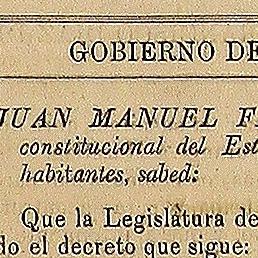 GOBIERNO DE
JUAN MANUEL F
constitucional del Est
habitantes, sabed:
Que la Legislatura de
do el decreto que sigue: